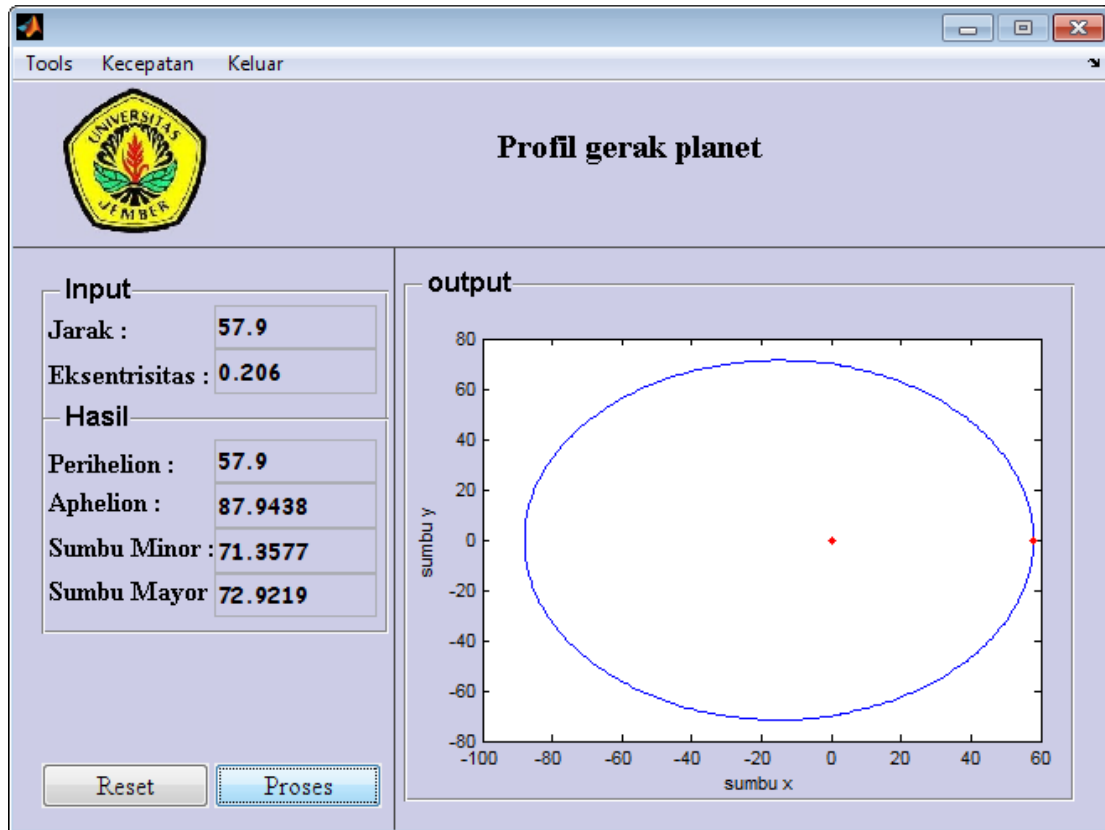 Tools Kecepatan Keluar
UNIVERSITAS
JEMBER
Profil gerak planet
Input
Jarak : 57.9
Eksentrisitas : 0.206
Hasil
Perihelion : 57.9
Aphelion : 87.9438
Sumbu Minor : 71.3577
Sumbu Mayor 72.9219
Reset Proses
output
80
60
40
20
0
-20
-40
-60
-80
sumbu y
-100 -80 -60 -40 -20 0 20 40 60
sumbu x